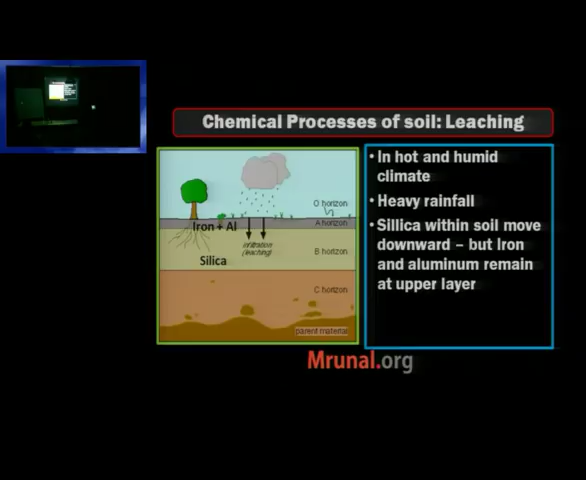 Chemical Processes of soil: Leaching
O horizon
A horizon
Iron + Al
infiltration
(leaching)
B horizon
Silica
C horizon
parent material
• In hot and humid
climate
• Heavy rainfall
• Sillica within soil move
downward – but Iron
and aluminum remain
at upper layer
Mrunal.org